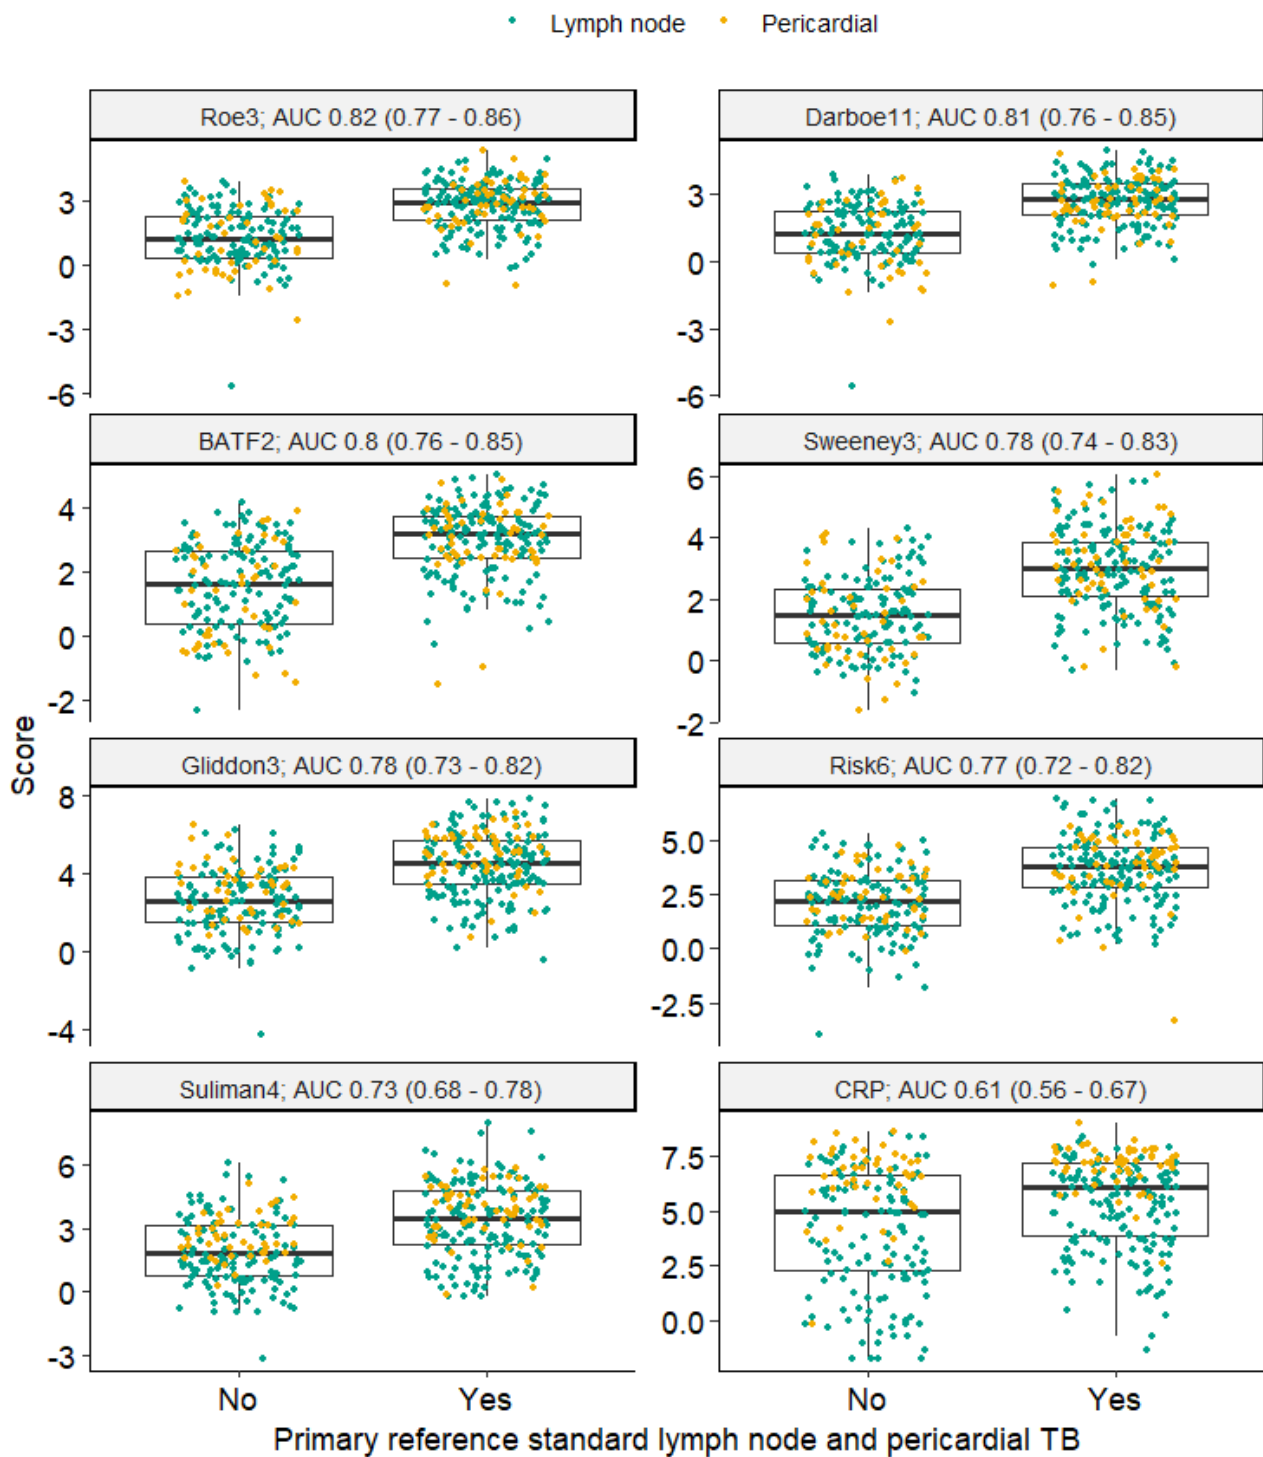 Lymph node Pericardial
Roe3; AUC 0.82 (0.77 - 0.86)
3
0
-3
-6
Darboe11; AUC 0.81 (0.76 - 0.85)
3
0
-3
-6
BATF2; AUC 0.8 (0.76 - 0.85)
4
2
0
-2
Sweeney3; AUC 0.78 (0.74 - 0.83)
6
4
2
0
-2
Score
Gliddon3; AUC 0.78 (0.73 - 0.82)
8
4
0
-4
Risk6; AUC 0.77 (0.72 - 0.82)
5.0
2.5
0.0
-2.5
Suliman4; AUC 0.73 (0.68 - 0.78)
6
3
0
-3
No Yes
CRP; AUC 0.61 (0.56 - 0.67)
7.5
5.0
2.5
0.0
No Yes
Primary reference standard lymph node and pericardial TB